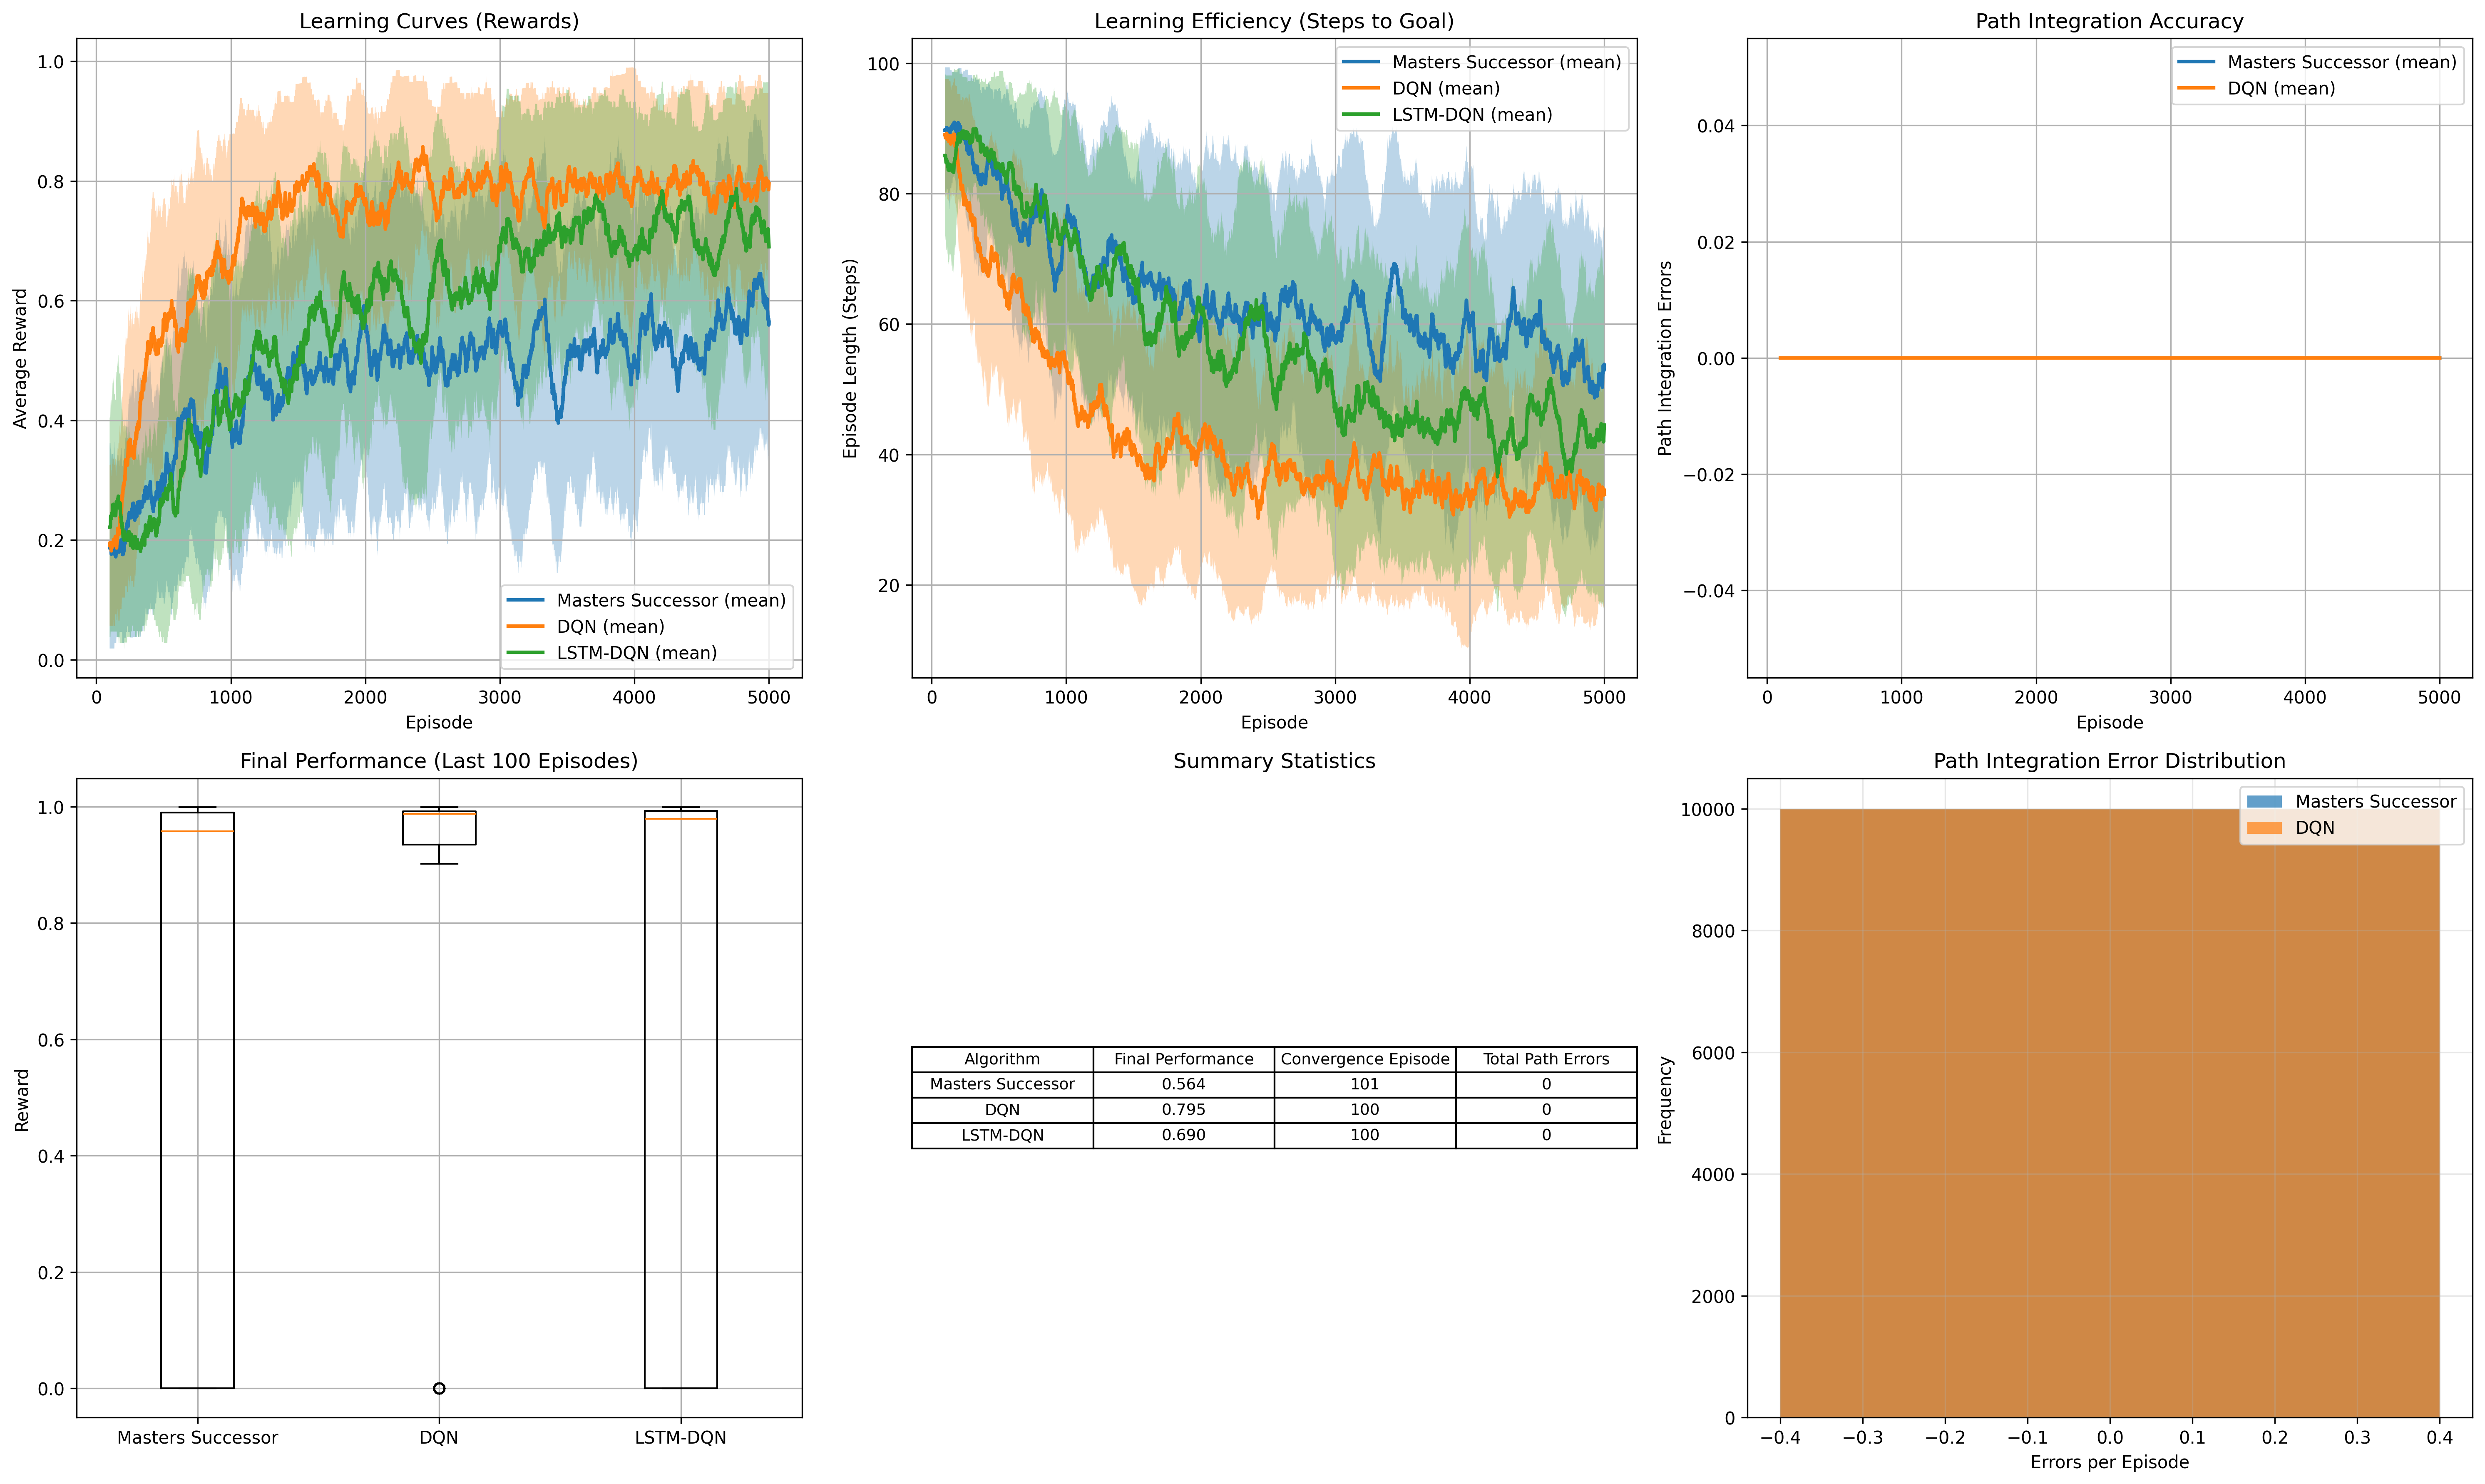 Learning Curves (Rewards)
Average Reward
1.0
0.8
0.6
0.4
0.2
0.0
0 1000 2000 3000 4000 5000
Episode
Masters Successor (mean)
DQN (mean)
LSTM-DQN (mean)
Learning Efficiency (Steps to Goal)
Episode Length (Steps)
100
80
60
40
20
0 1000 2000 3000 4000 5000
Episode
Masters Successor (mean)
DQN (mean)
LSTM-DQN (mean)
Path Integration Accuracy
Path Integration Errors
0.04
0.02
0.00
−0.02
−0.04
0 1000 2000 3000 4000 5000
Episode
Masters Successor (mean)
DQN (mean)
Final Performance (Last 100 Episodes)
Reward
1.0
0.8
0.6
0.4
0.2
0.0
Masters Successor DQN LSTM-DQN
Summary Statistics
Algorithm Final Performance Convergence Episode Total Path Errors
Masters Successor 0.564 101 0
DQN 0.795 100 0
LSTM-DQN 0.690 100 0
Path Integration Error Distribution
Frequency
10000
8000
6000
4000
2000
0
−0.4 −0.3 −0.2 −0.1 0.0 0.1 0.2 0.3 0.4
Errors per Episode
Masters Successor
DQN